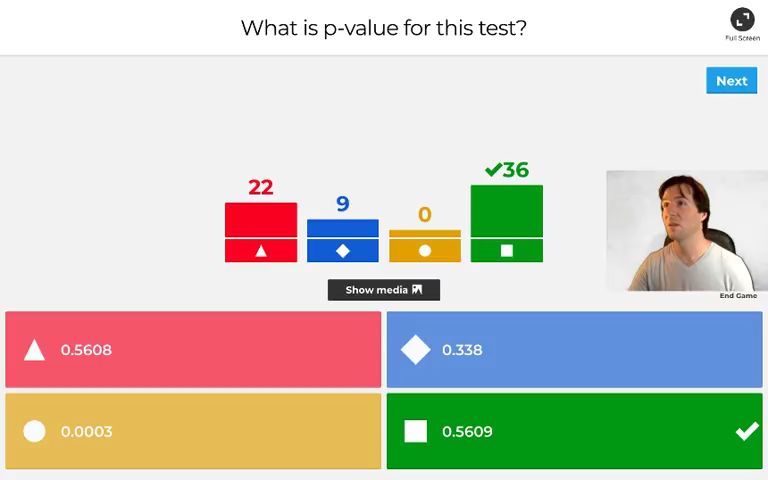 What is p-value for this test?
Full Screen
Next
22
9
0
36
Show media
End Game
0.5608
0.338
0.0003
0.5609